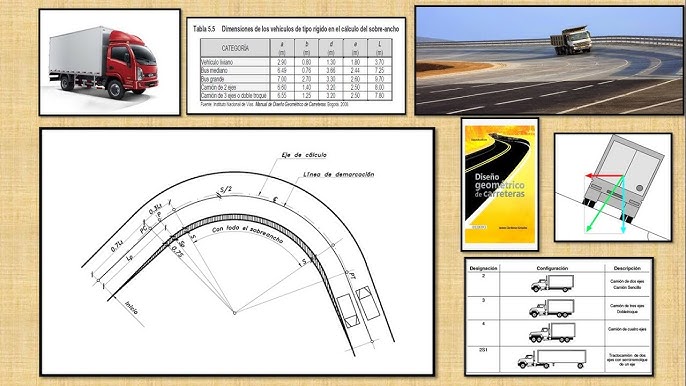 Tabla 5.5 Dimensiones de los vehículos de tipo rígido en el cálculo del sobre-ancho
CATEGORÍA a (m) b (m) d (m) e (m) L (m)
Vehículo liviano 2.90 0.80 1.30 1.80 3.70
Bus mediano 6.49 0.76 3.66 2.44 7.25
Bus grande 7.00 2.70 3.30 2.60 9.70
Camión de 2 ejes 6.60 1.40 3.20 2.50 8.00
Camión de 3 ejes o doble troque 6.55 1.25 3.20 2.50 7.80
Fuente: Instituto Nacional de Vías. Manual de Diseño Geométrico de Carreteras. Bogotá. 2008.
Eje de cálculo
Línea de demarcación
S/2
₵
0.3Lt
0.7Lt
PC
Lp
Sp
S1
0.75
Con todo el sobreancho
S
PT
Inicio
Diseño
geométrico
de Carreteras
Designación Configuración Descripción
2 Camión de dos ejes
Camión Sencillo
3 Camión de tres ejes
Dobletroque
4 Camión de cuatro ejes
2S1 Tractocamión de dos
ejes con semirremolque
de un eje